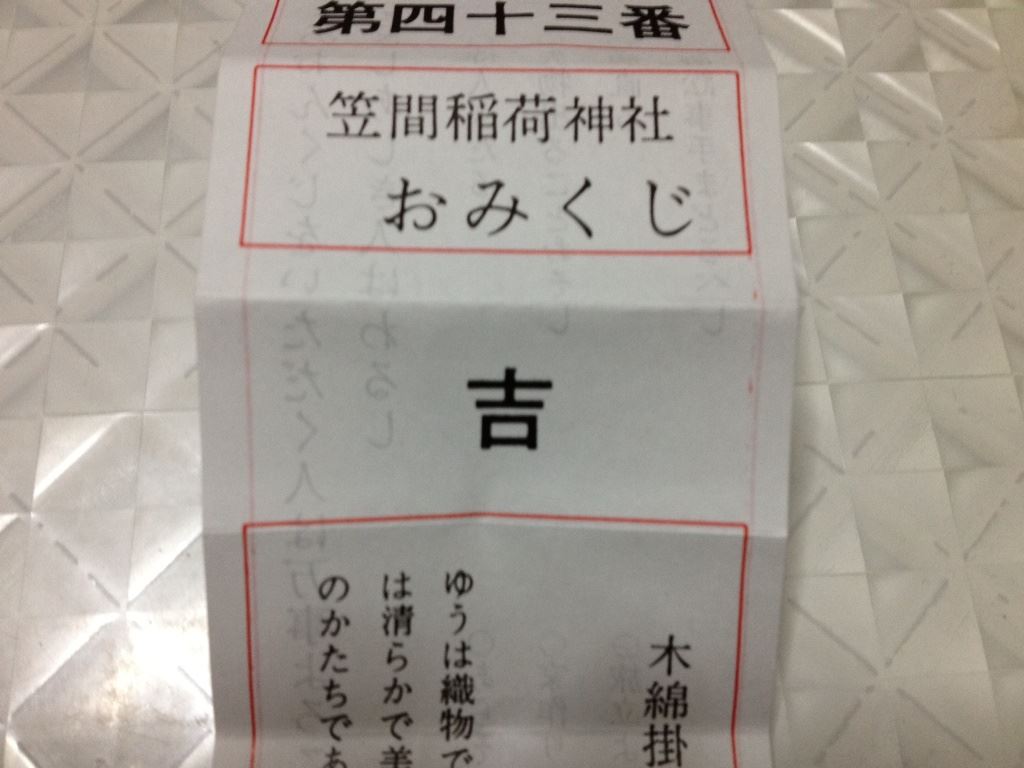 第四十三番
笠間稲荷神社
おみくじ
吉
木綿掛
ゆうは織物で
は清らかで美
のかたちであ